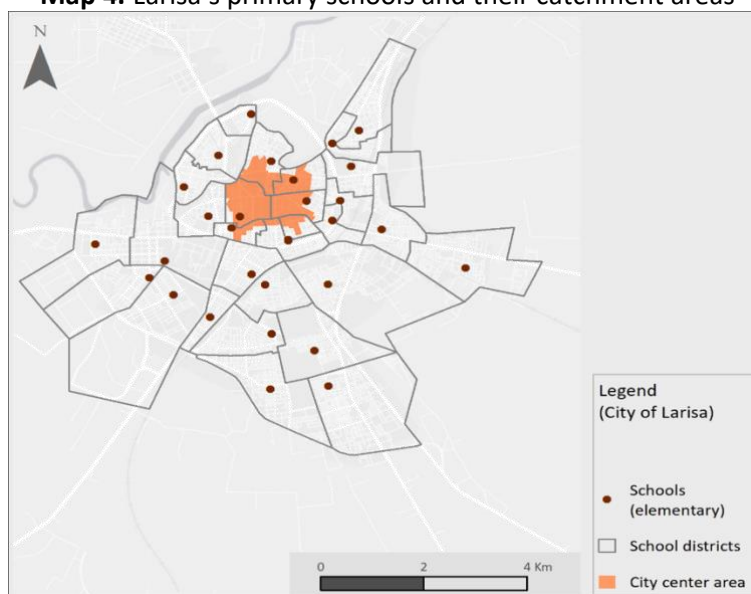 Map 4. Larisa's primary schools and their catchment areas
N
Legend
(City of Larisa)
Schools
(elementary)
School districts
City center area
0 2 4 Km